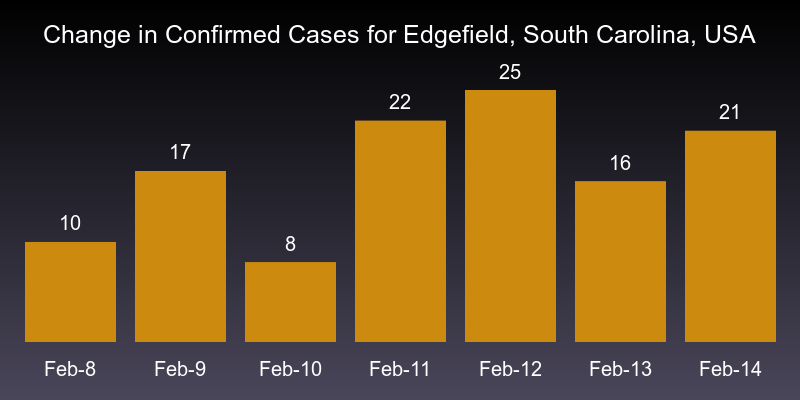 Change in Confirmed Cases for Edgefield, South Carolina, USA
10
17
8
22
25
16
21
Feb-8
Feb-9
Feb-10
Feb-11
Feb-12
Feb-13
Feb-14